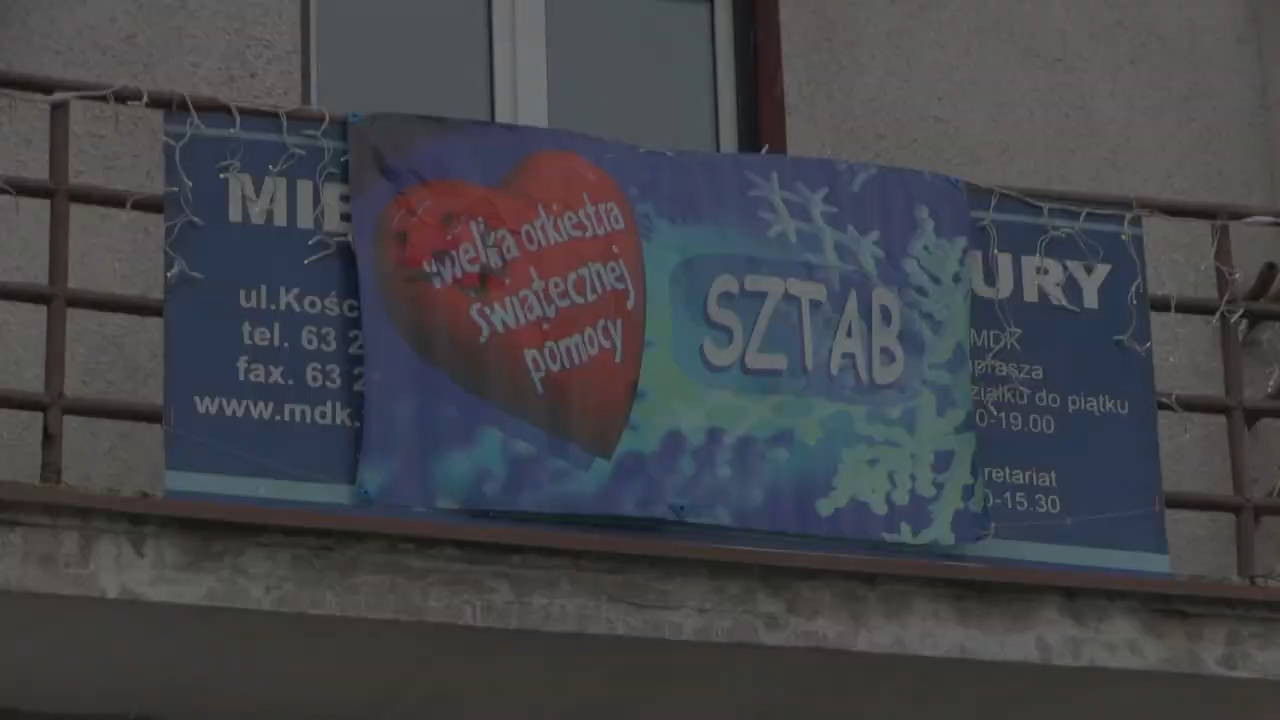 MIE
ul.Kośc
tel. 63 2
fax. 63 2
www.mdk.
wielka orkiestra
świątecznej
pomocy
SZTAB
URY
MDK
prasza
ziałku do piątku
0-19.00
retariat
0-15.30